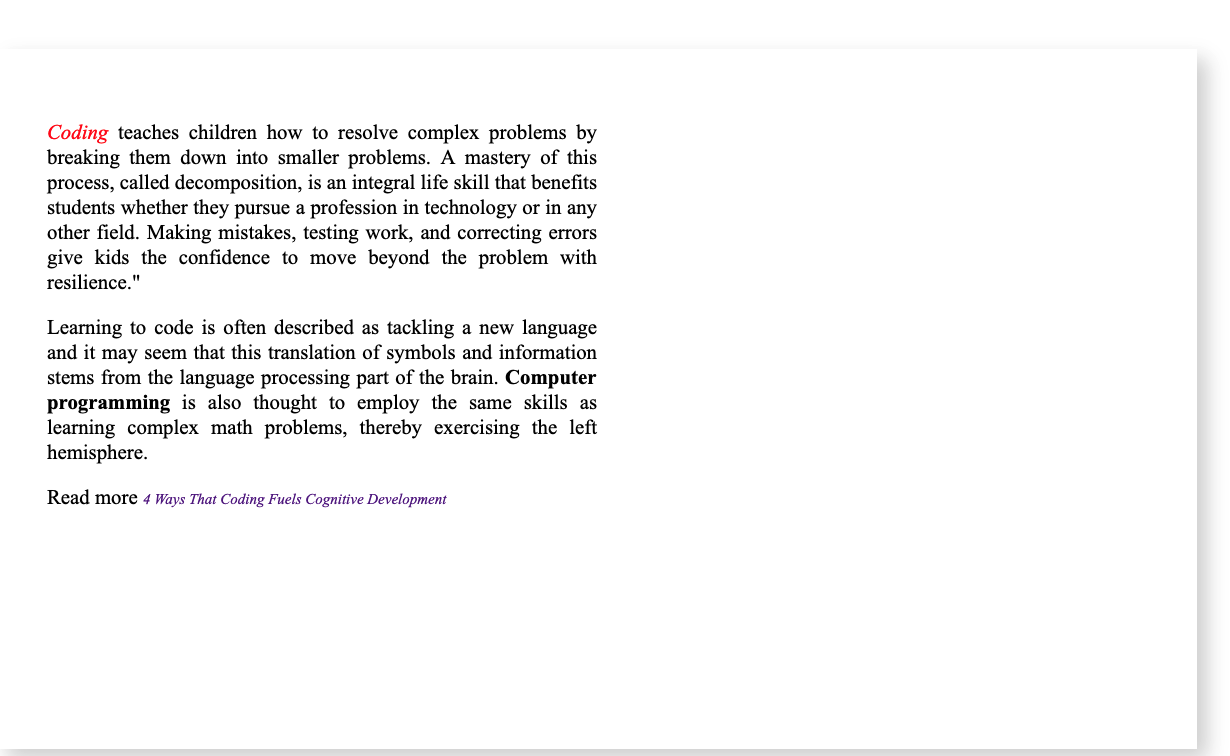 Coding teaches children how to resolve complex problems by
breaking them down into smaller problems. A mastery of this
process, called decomposition, is an integral life skill that benefits
students whether they pursue a profession in technology or in any
other field. Making mistakes, testing work, and correcting errors
give kids the confidence to move beyond the problem with
resilience."
Learning to code is often described as tackling a new language
and it may seem that this translation of symbols and information
stems from the language processing part of the brain. Computer
programming is also thought to employ the same skills as
learning complex math problems, thereby exercising the left
hemisphere.
Read more 4 Ways That Coding Fuels Cognitive Development